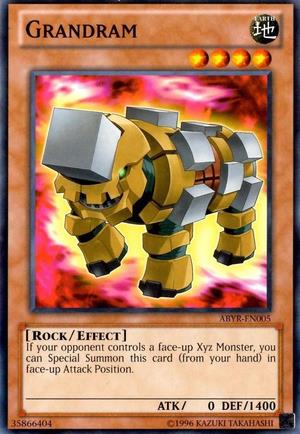 GRANDRAM
EARTH
地
ABYR-EN005
[ROCK/EFFECT]
If your opponent controls a face-up Xyz Monster, you
can Special Summon this card (from your hand) in
face-up Attack Position.
ATK/ 0 DEF/1400
35866404 ©1996 KAZUKI TAKAHASHI